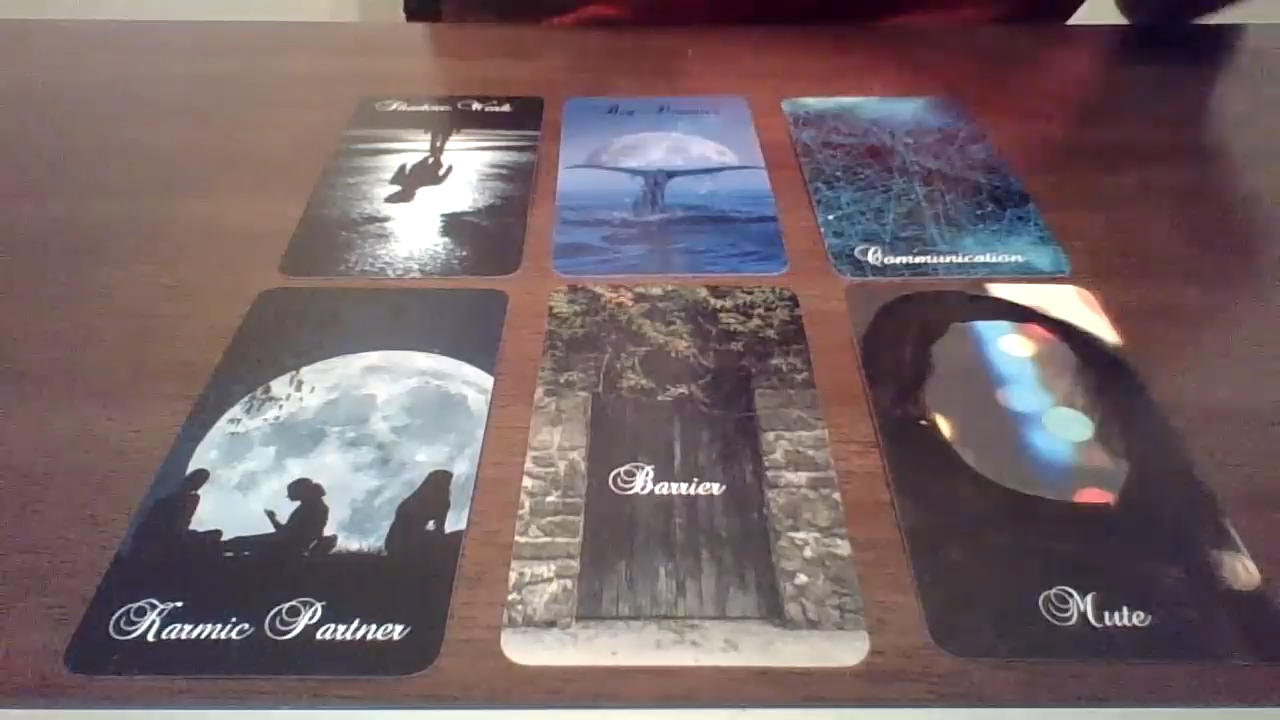 Shadow Work
Communication
Karmic Partner
Barrier
Mute